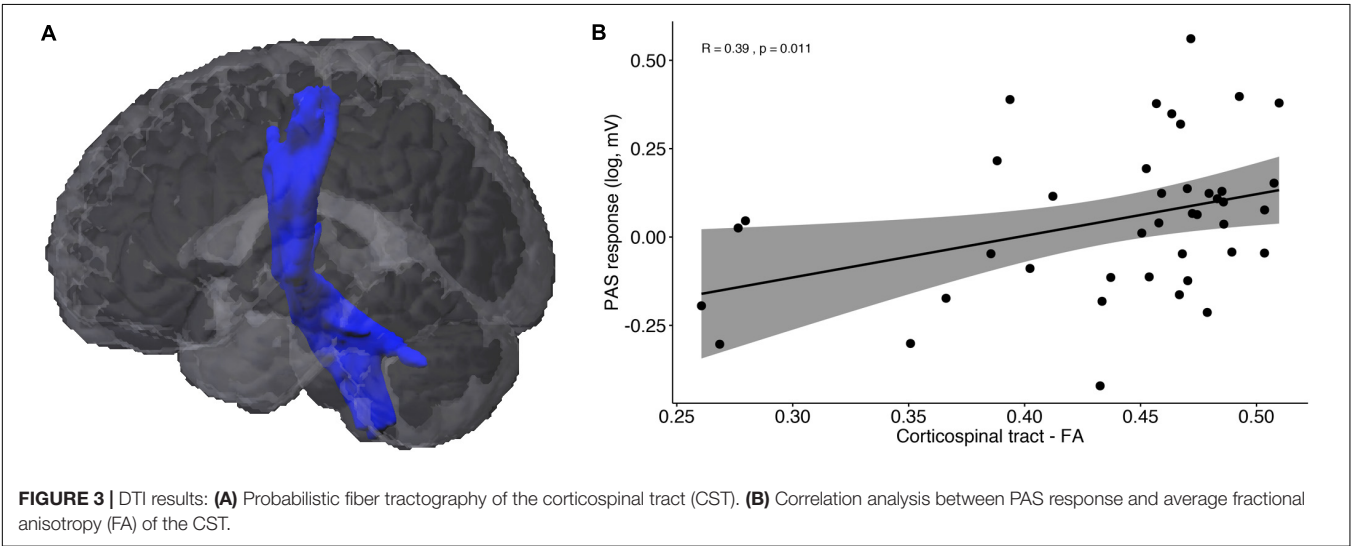 A
B
R = 0.39 , p = 0.011
PAS response (log, mV)
0.50
0.25
0.00
-0.25
0.25 0.30 0.35 0.40 0.45 0.50
Corticospinal tract - FA
FIGURE 3 | DTI results: (A) Probabilistic fiber tractography of the corticospinal tract (CST). (B) Correlation analysis between PAS response and average fractional
anisotropy (FA) of the CST.